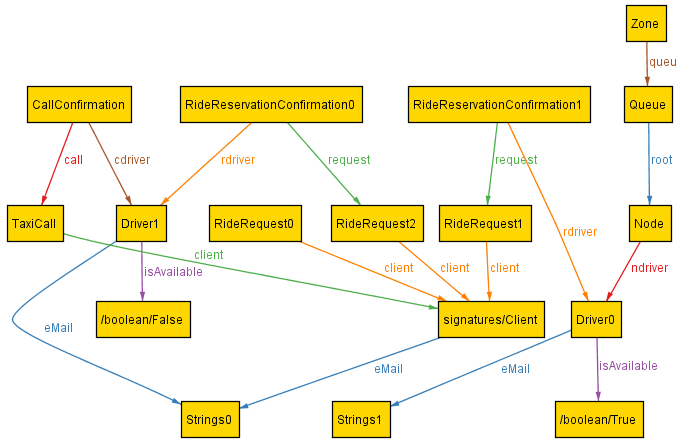 Zone
queu
CallConfirmation
RideReservationConfirmation0
RideReservationConfirmation1
Queue
call
cdriver
rdriver
request
request
root
TaxiCall
Driver1
RideRequest0
RideRequest2
RideRequest1
rdriver
Node
client
isAvailable
client
client
client
ndriver
/boolean/False
signatures/Client
Driver0
eMail
eMail
eMail
isAvailable
Strings0
Strings1
/boolean/True